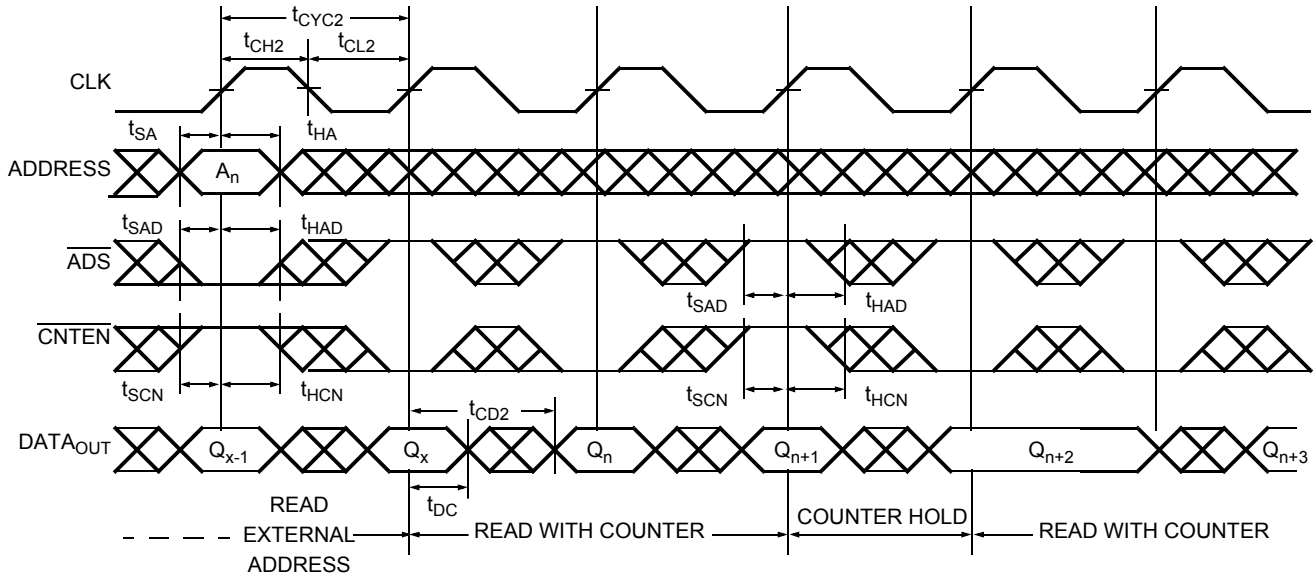 tCYC2
tCH2 tCL2
CLK
tSA tHA
ADDRESS An
tSAD tHAD
ADS
tSAD tHAD
CNTEN
tSCN tHCN tSCN tHCN
tCD2
DATAOUT Qx-1 Qx Qn Qn+1 Qn+2 Qn+3
tDC
READ
EXTERNAL
ADDRESS
READ WITH COUNTER
COUNTER HOLD
READ WITH COUNTER